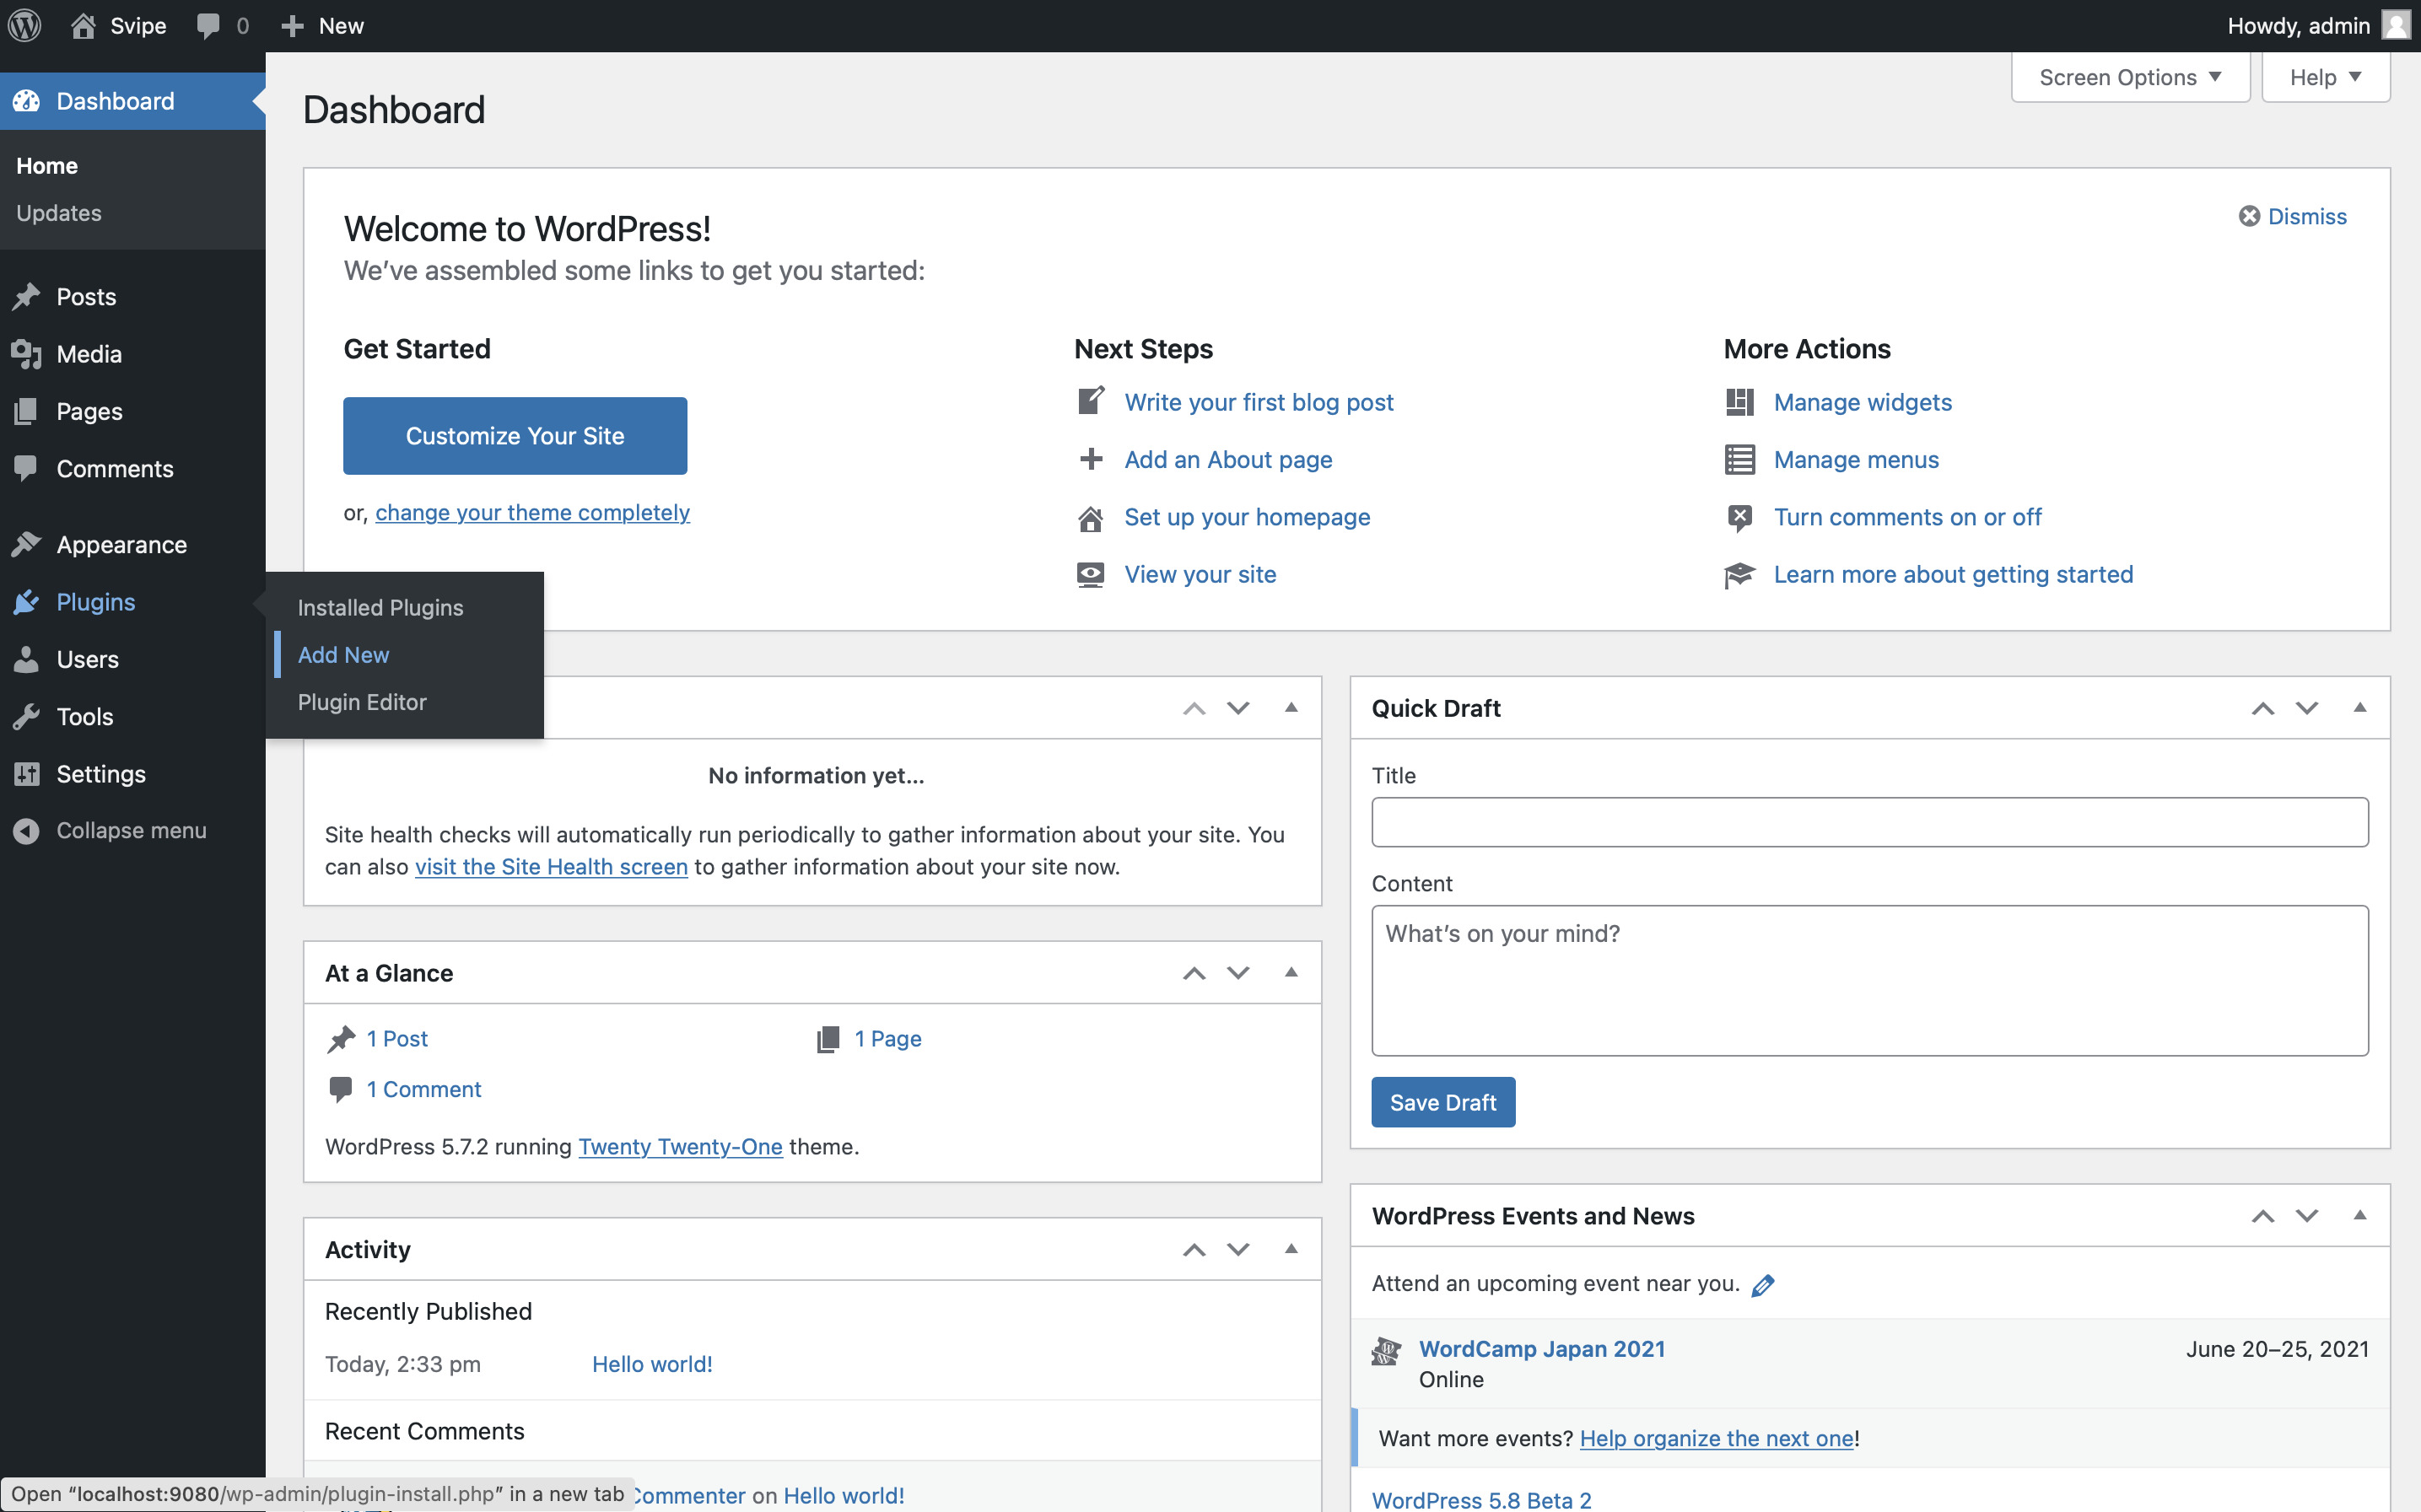 Svipe 0 New
Howdy, admin
Screen Options
Help
Dashboard
Home
Updates
Posts
Media
Pages
Comments
Appearance
Plugins
Users
Tools
Settings
Collapse menu
Installed Plugins
Add New
Plugin Editor
Dashboard
Welcome to WordPress!
We’ve assembled some links to get you started:
Dismiss
Get Started
Customize Your Site
or, change your theme completely
Next Steps
Write your first blog post
Add an About page
Set up your homepage
View your site
More Actions
Manage widgets
Manage menus
Turn comments on or off
Learn more about getting started
No information yet...
Site health checks will automatically run periodically to gather information about your site. You
can also visit the Site Health screen to gather information about your site now.
At a Glance
1 Post
1 Page
1 Comment
WordPress 5.7.2 running Twenty Twenty-One theme.
Activity
Recently Published
Today, 2:33 pm Hello world!
Recent Comments
Commenter on Hello world!
Quick Draft
Title
Content
What’s on your mind?
Save Draft
WordPress Events and News
Attend an upcoming event near you.
WordCamp Japan 2021
June 20–25, 2021
Online
Want more events? Help organize the next one!
WordPress 5.8 Beta 2
Open “localhost:9080/wp-admin/plugin-install.php” in a new tab